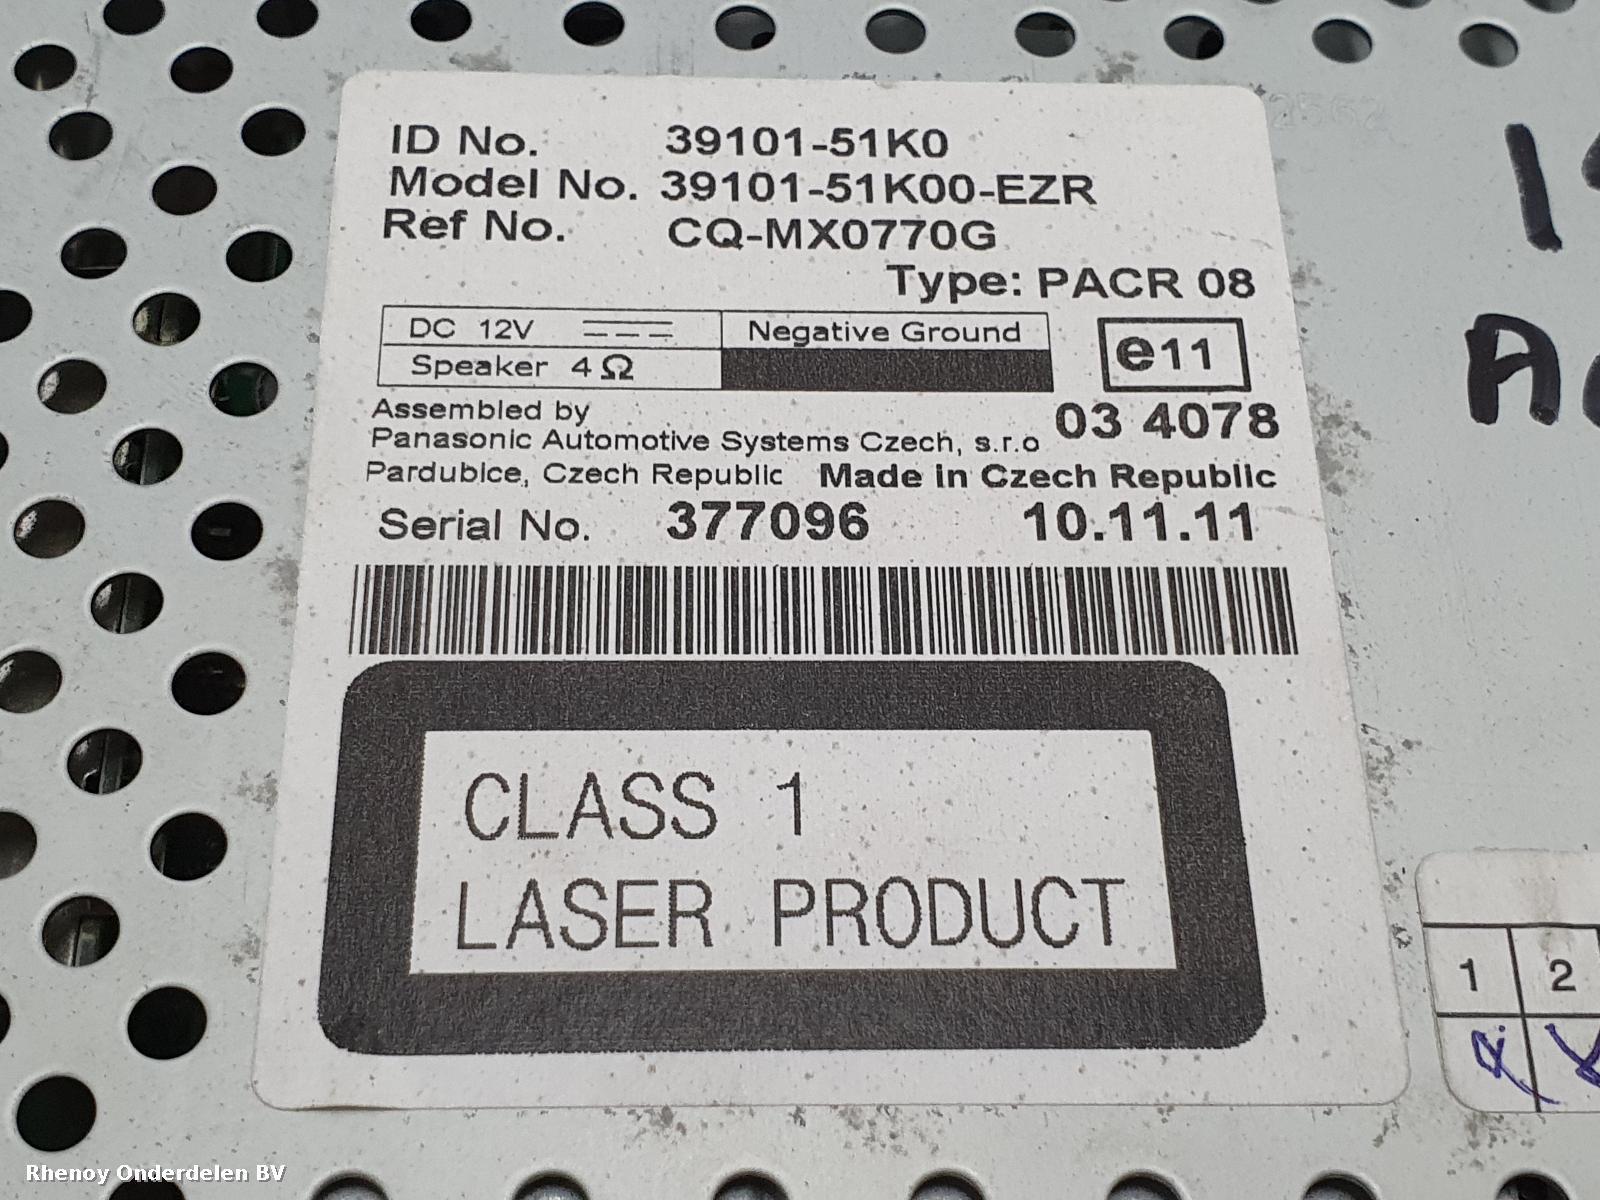 ID No. 39101-51K0
Model No. 39101-51K00-EZR
Ref No. CQ-MX0770G
Type: PACR 08
DC 12V Negative Ground
Speaker 4Ω
e11
Assembled by
03 4078
Panasonic Automotive Systems Czech, s.r.o
Pardubice, Czech Republic Made in Czech Republic
Serial No. 377096 10.11.11
CLASS 1
LASER PRODUCT
1 2
Rhenoy Onderdelen BV